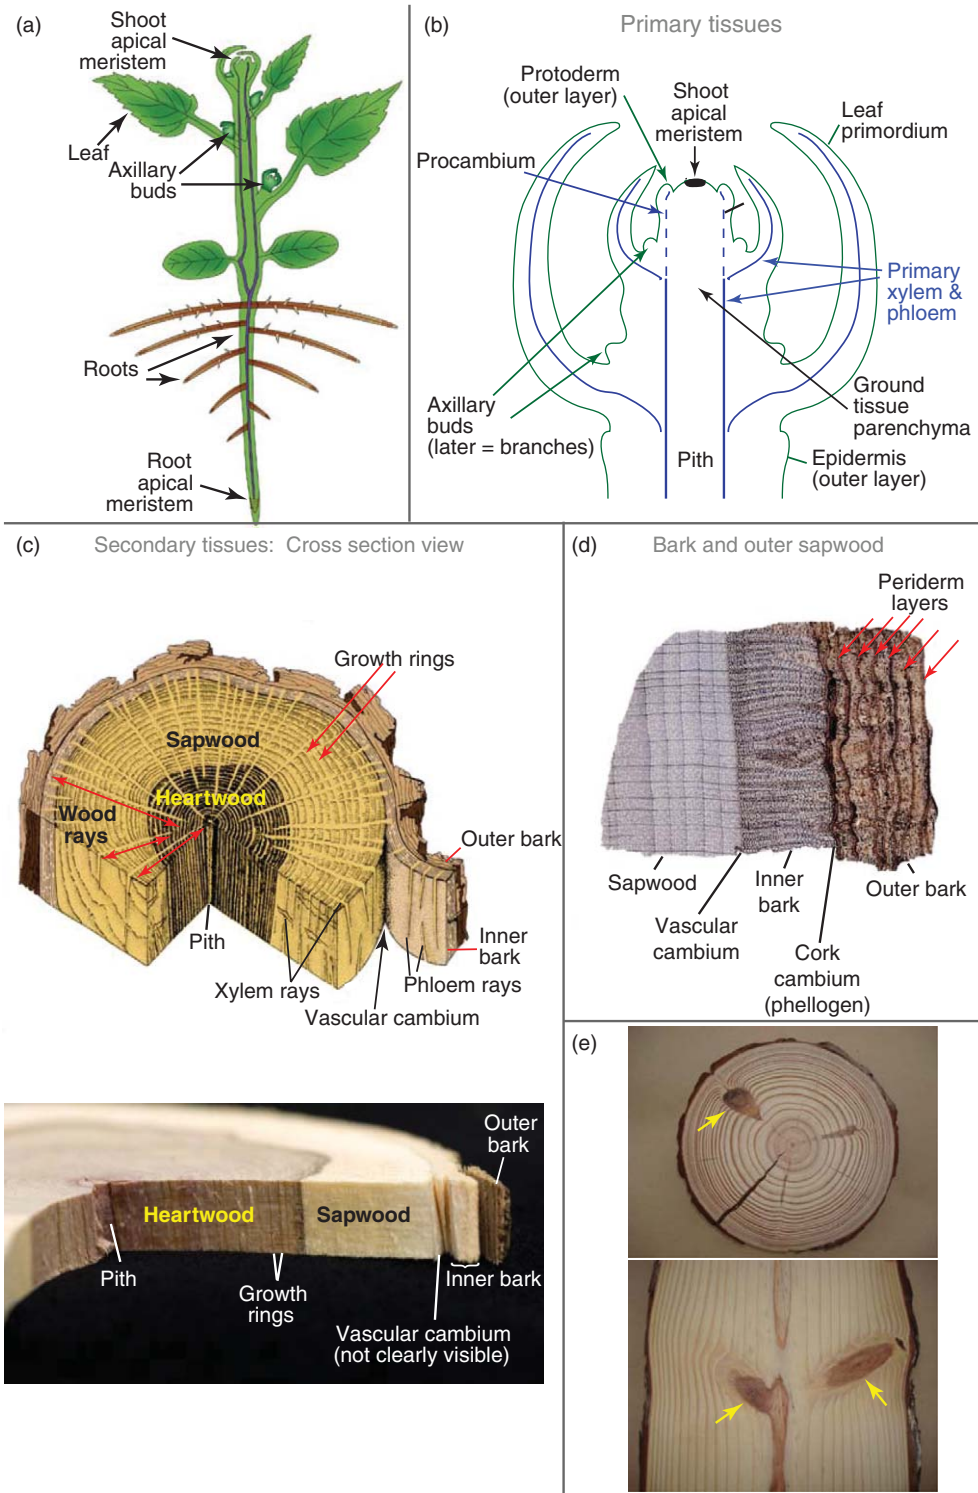 (a)
Shoot
apical
meristem
Leaf
Axillary
buds
Roots
Root
apical
meristem
(b)
Primary tissues
Protoderm
(outer layer)
Shoot
apical
meristem
Leaf
primordium
Procambium
Primary
xylem &
phloem
Axillary
buds
(later = branches)
Ground
tissue
parenchyma
Pith
Epidermis
(outer layer)
(c)
Secondary tissues: Cross section view
Growth rings
Sapwood
Heartwood
Wood
rays
Outer bark
Pith
Inner
bark
Xylem rays
Phloem rays
Vascular cambium
Outer
bark
Heartwood
Sapwood
Pith
Growth
rings
Inner bark
Vascular cambium
(not clearly visible)
(d)
Bark and outer sapwood
Periderm
layers
Sapwood
Vascular
cambium
Inner
bark
Cork
cambium
(phellogen)
Outer bark
(e)